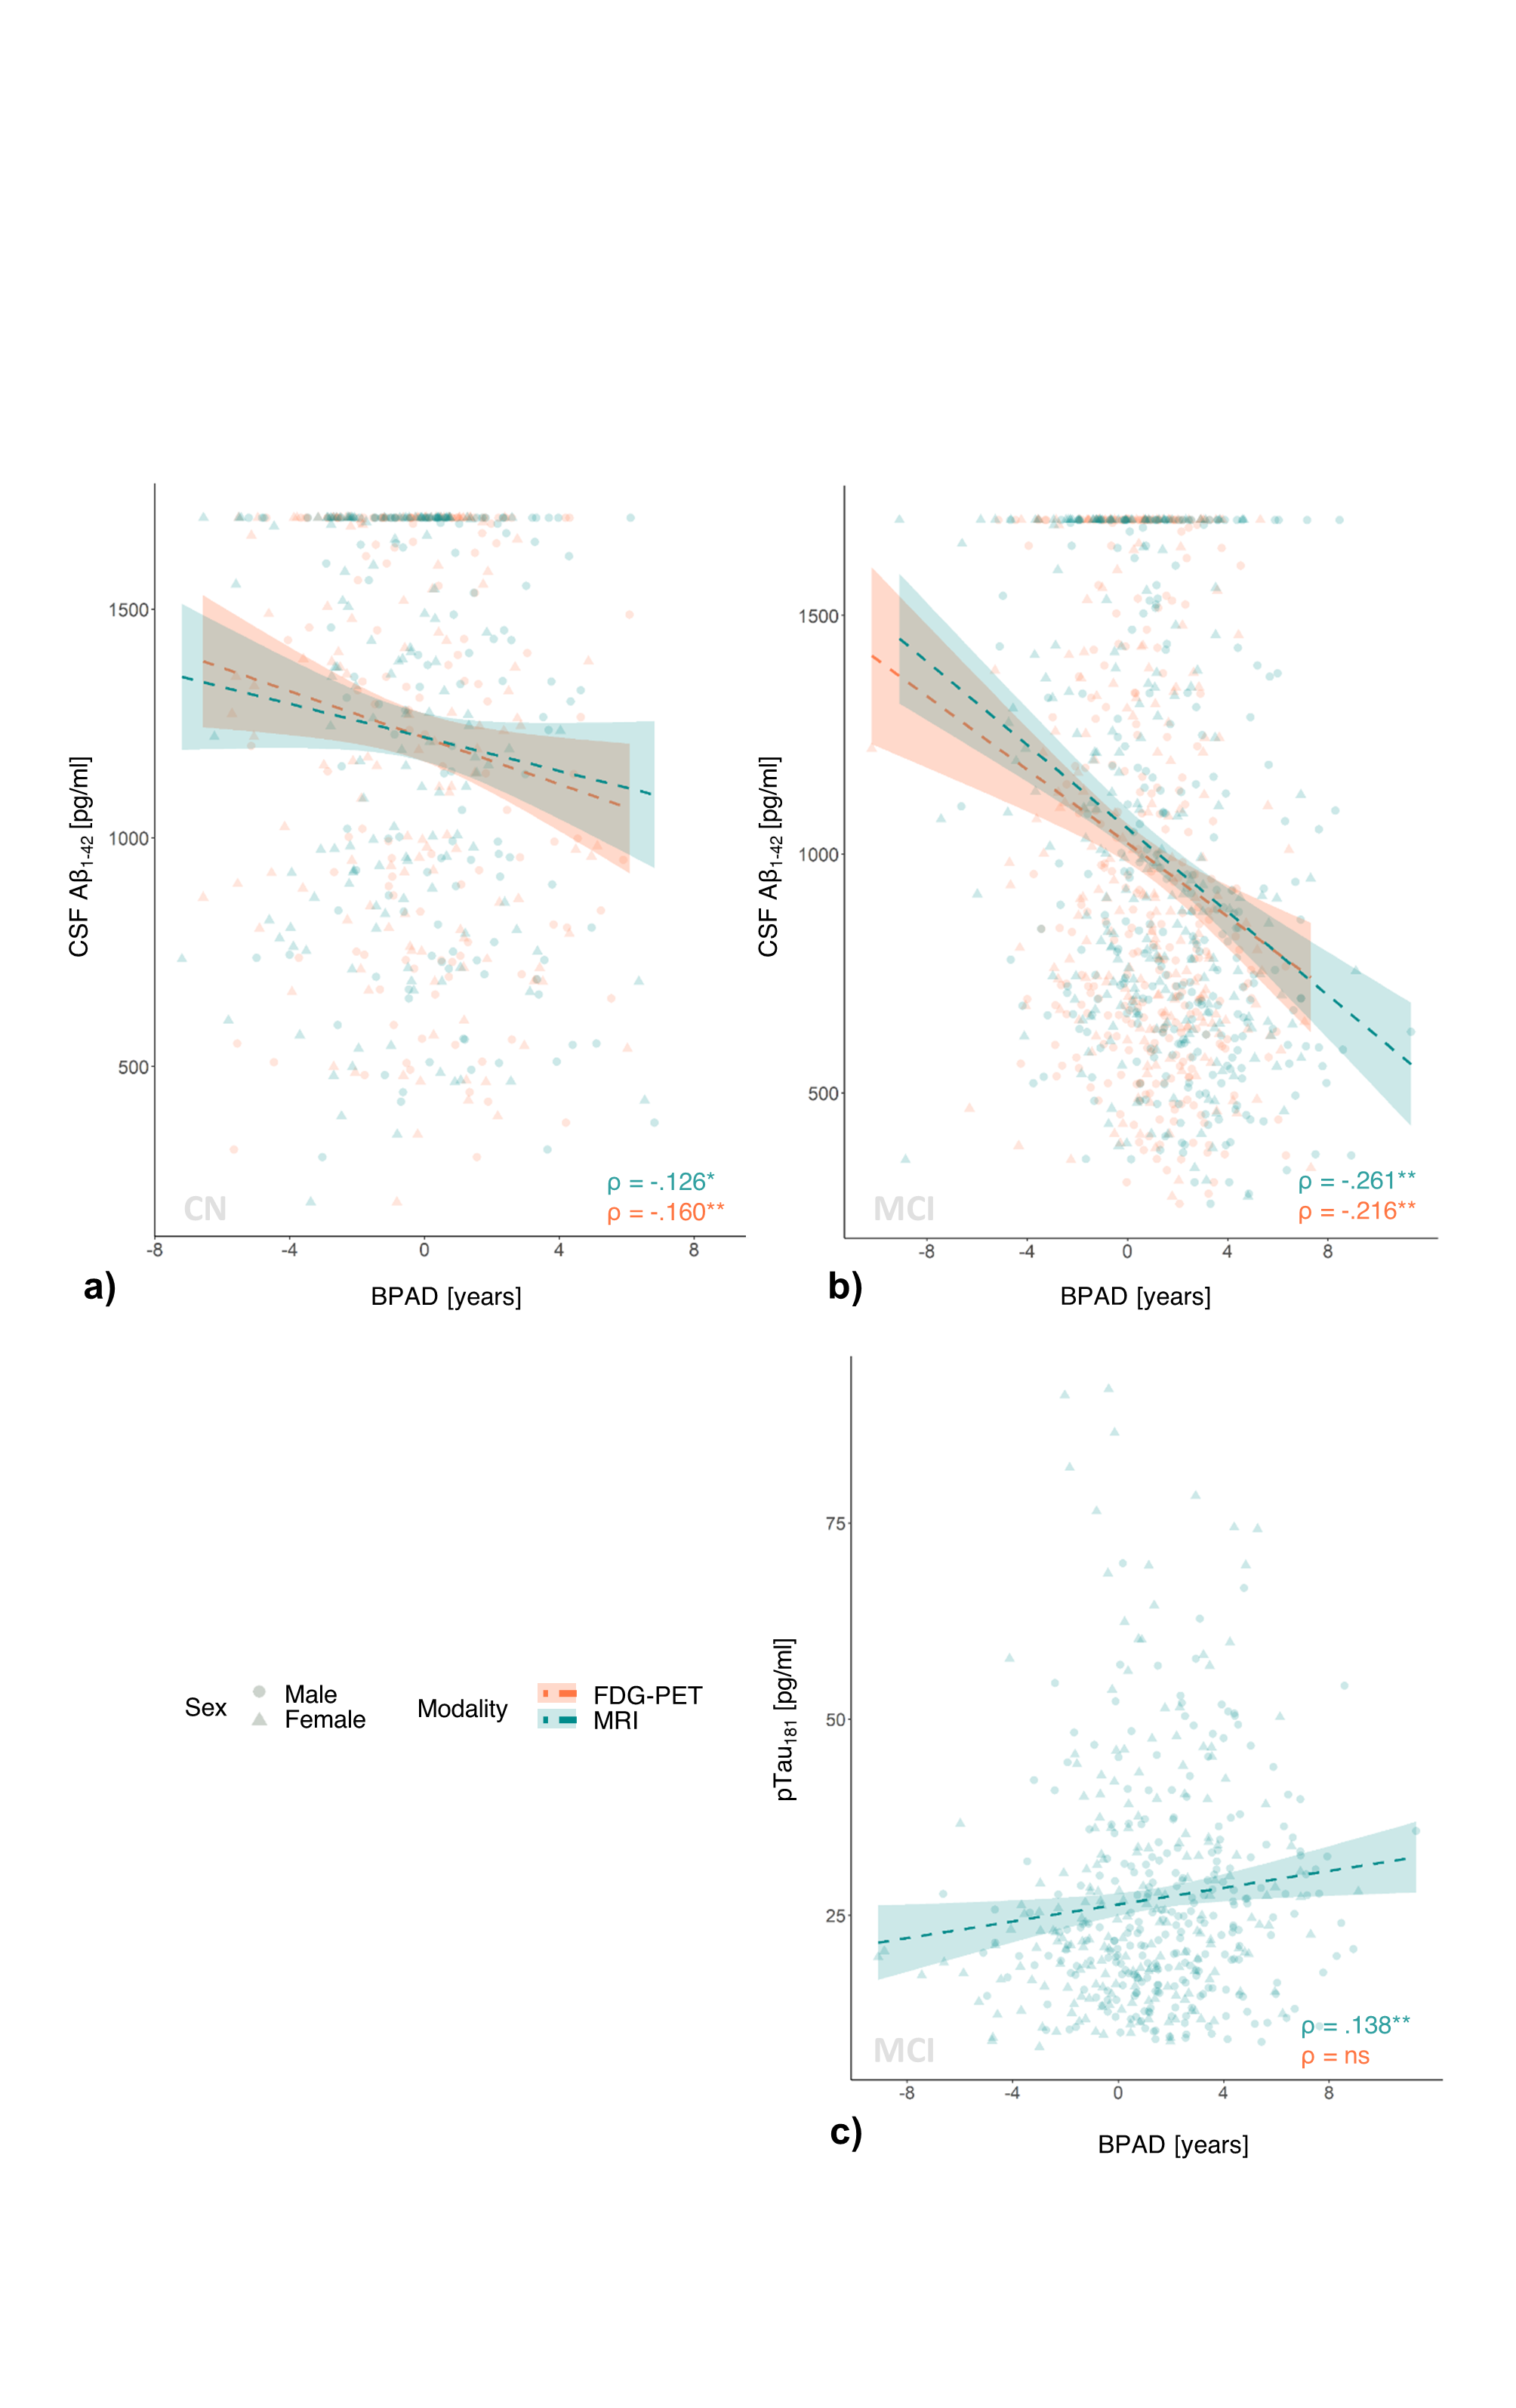 1500
1000
500
CSF Aβ1-42 [pg/ml]
CN
ρ = -.126*
ρ = -.160**
-8 -4 0 4 8
a) BPAD [years]
1500
1000
500
CSF Aβ1-42 [pg/ml]
MCI
ρ = -.261**
ρ = -.216**
-8 -4 0 4 8
b) BPAD [years]
Sex
Male
Female
Modality
FDG-PET
MRI
75
50
25
pTau181 [pg/ml]
MCI
ρ = .138**
ρ = ns
-8 -4 0 4 8
c) BPAD [years]